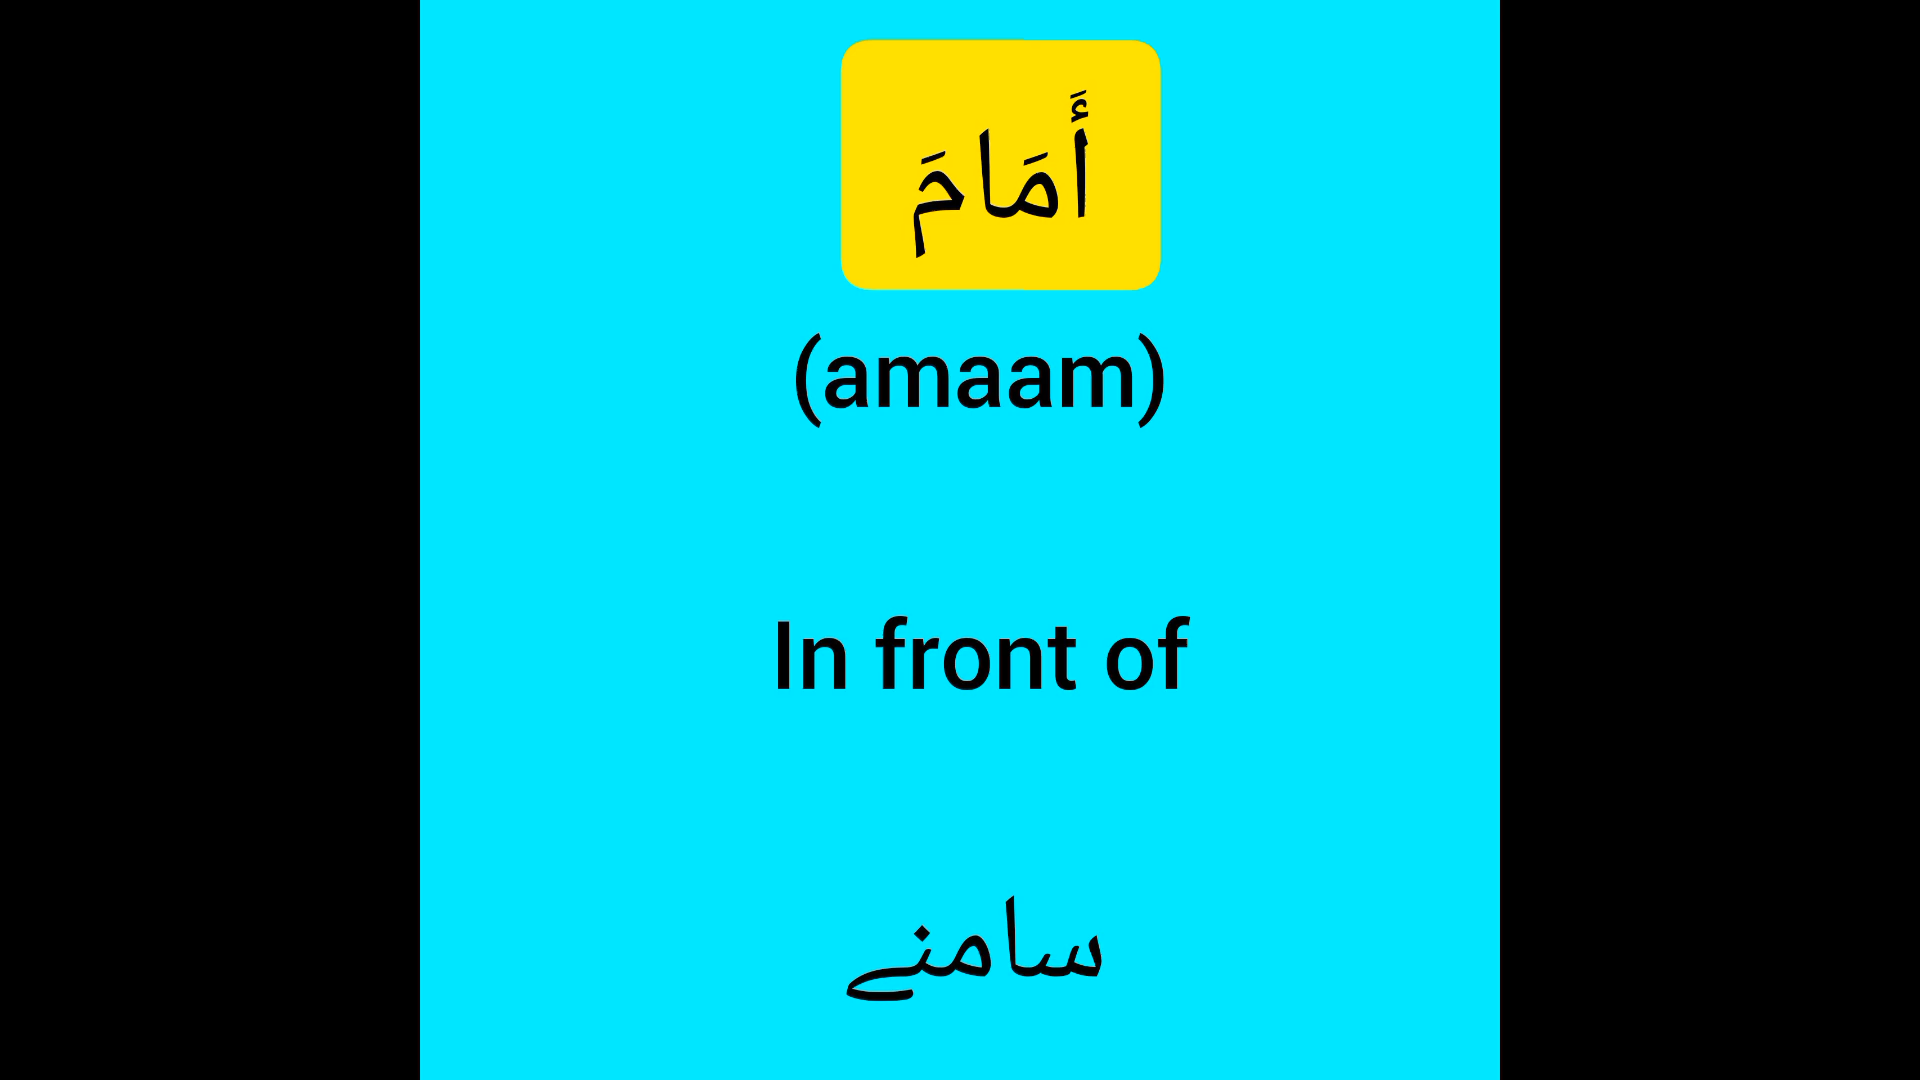 أَمَامَ
(amaam)
In front of
سامنے